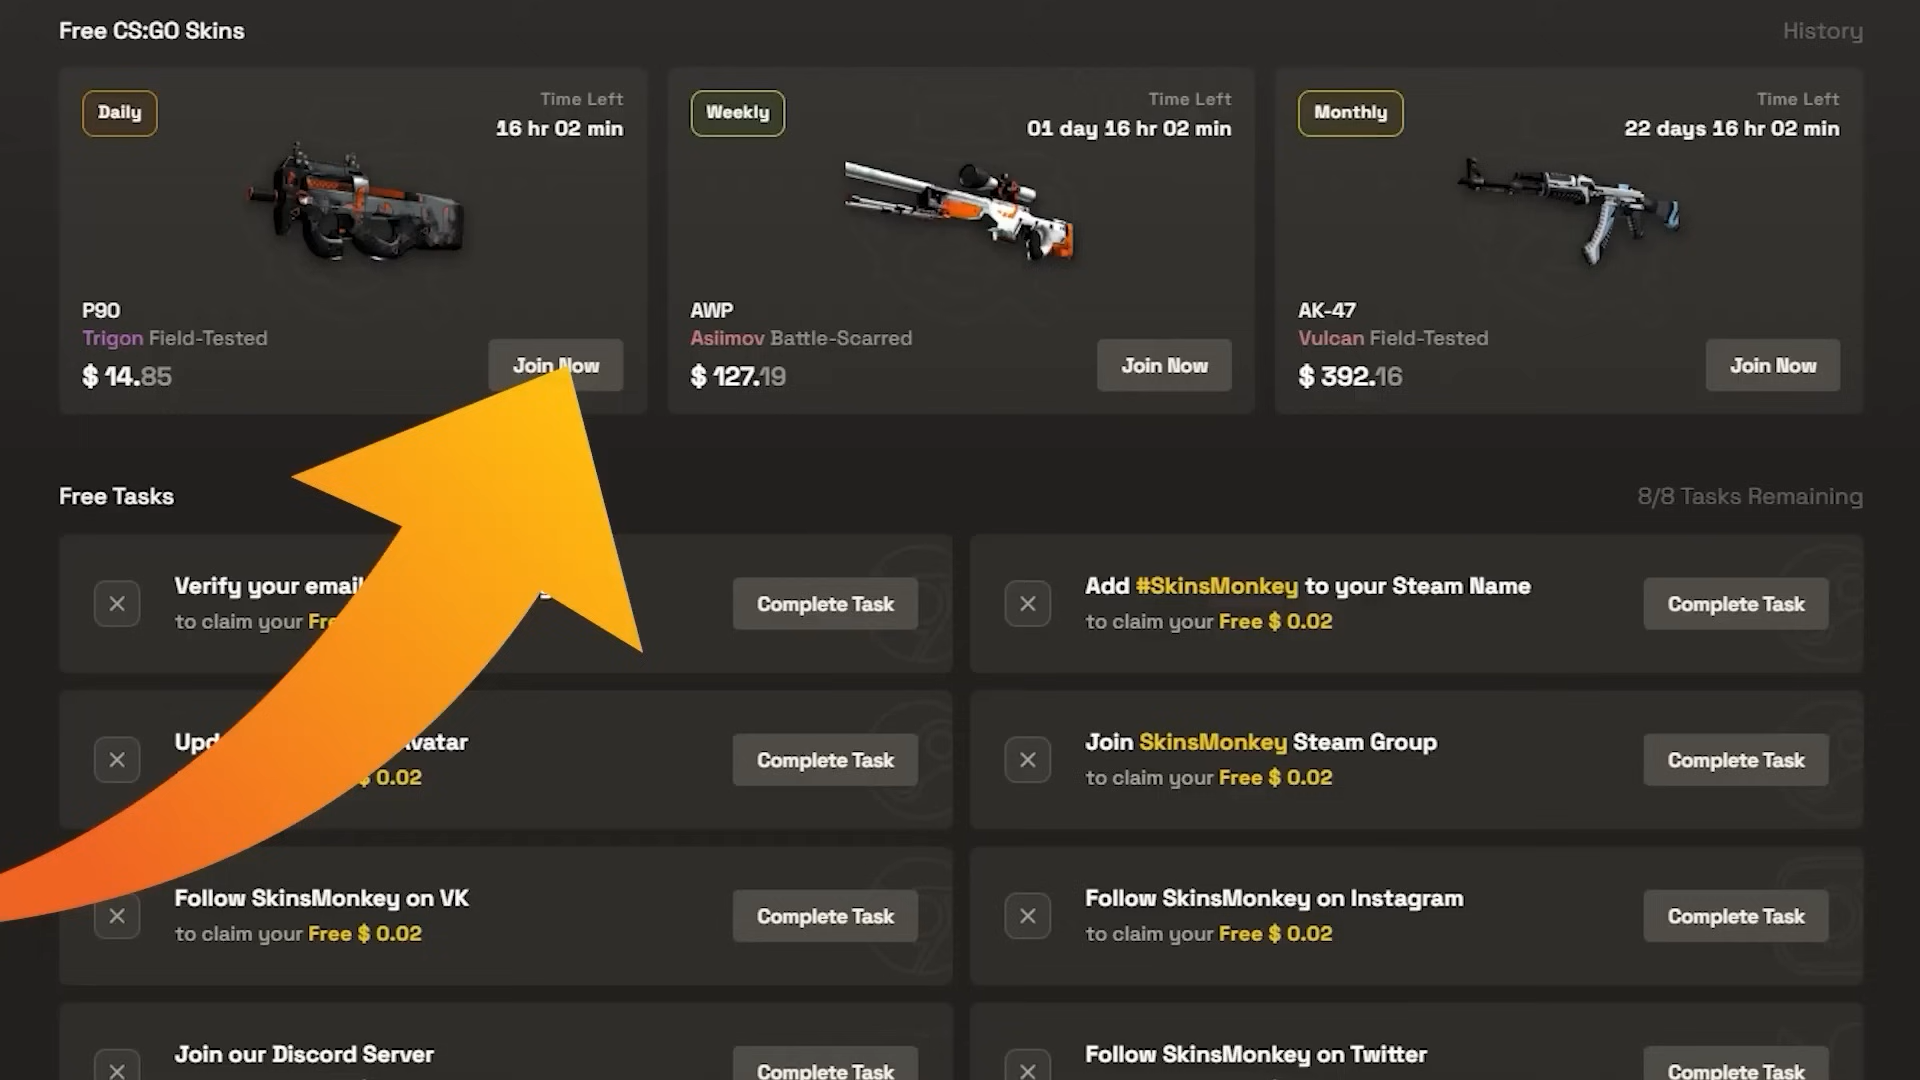 Free CS:GO Skins
History
Daily
Time Left
16 hr 02 min
P90
Trigon Field-Tested
$ 14.85
Join Now
Weekly
Time Left
01 day 16 hr 02 min
AWP
Asiimov Battle-Scarred
$ 127.19
Join Now
Monthly
Time Left
22 days 16 hr 02 min
AK-47
Vulcan Field-Tested
$ 392.16
Join Now
Free Tasks
8/8 Tasks Remaining
Verify your email
to claim your
Complete Task
Add #SkinsMonkey to your Steam Name
to claim your Free $ 0.02
Complete Task
$ 0.02
Complete Task
Join SkinsMonkey Steam Group
to claim your Free $ 0.02
Complete Task
Follow SkinsMonkey on VK
to claim your Free $ 0.02
Complete Task
Follow SkinsMonkey on Instagram
to claim your Free $ 0.02
Complete Task
Join our Discord Server
Complete Task
Follow SkinsMonkey on Twitter
Complete Task